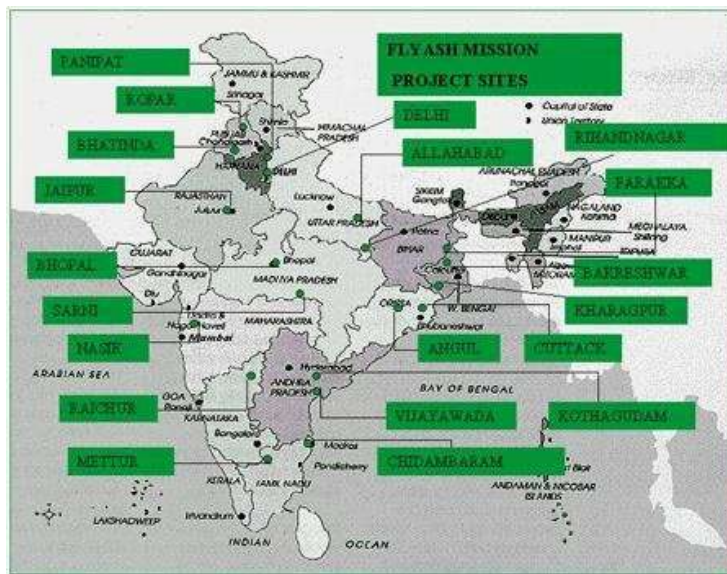 FLYASH MISSION
PROJECT SITES
PANIPAT
JAMMU & KASHMIR
Srinagar
Capital of State
Union Territory
ROPAR
DELHI
PUNJAB
Shimla
HIMACHAL
PRADESH
Chandigarh
RIHANDNAGAR
BHATINDA
HARYANA
DELHI
ALLAHABAD
ARUNACHAL PRADESH
JAIPUR
RAJASTHAN
Jaipur
Lucknow
UTTAR PRADESH
SIKKIM
Gangtok
FARAKKA
NAGALAND
Kohima
MEGHALAYA
Shillong
MANIPUR
Imphal
Patna
BIHAR
GUJARAT
Gandhinagar
BHOPAL
Bhopal
MADHYA PRADESH
TRIPURA
MIZORAM
Calcutta
BAKRESHWAR
W. BENGAL
SARNI
Diu
MAHARASHTRA
ORISSA
Bhubaneshwar
KHARAGPUR
NASIK
Mumbai
ANGUL
CUTTACK
ARABIAN SEA
Hyderabad
ANDHRA
PRADESH
BAY OF BENGAL
GOA
Panaji
KARNATAKA
RAICHUR
VIJAYAWADA
KOTHAGUDAM
Bangalore
Madras
METTUR
Pondicherry
CHIDAMBARAM
KERALA
TAMIL NADU
ANDAMAN & NICOBAR
ISLANDS
LAKSHADWEEP
Trivandrum
INDIAN
OCEAN